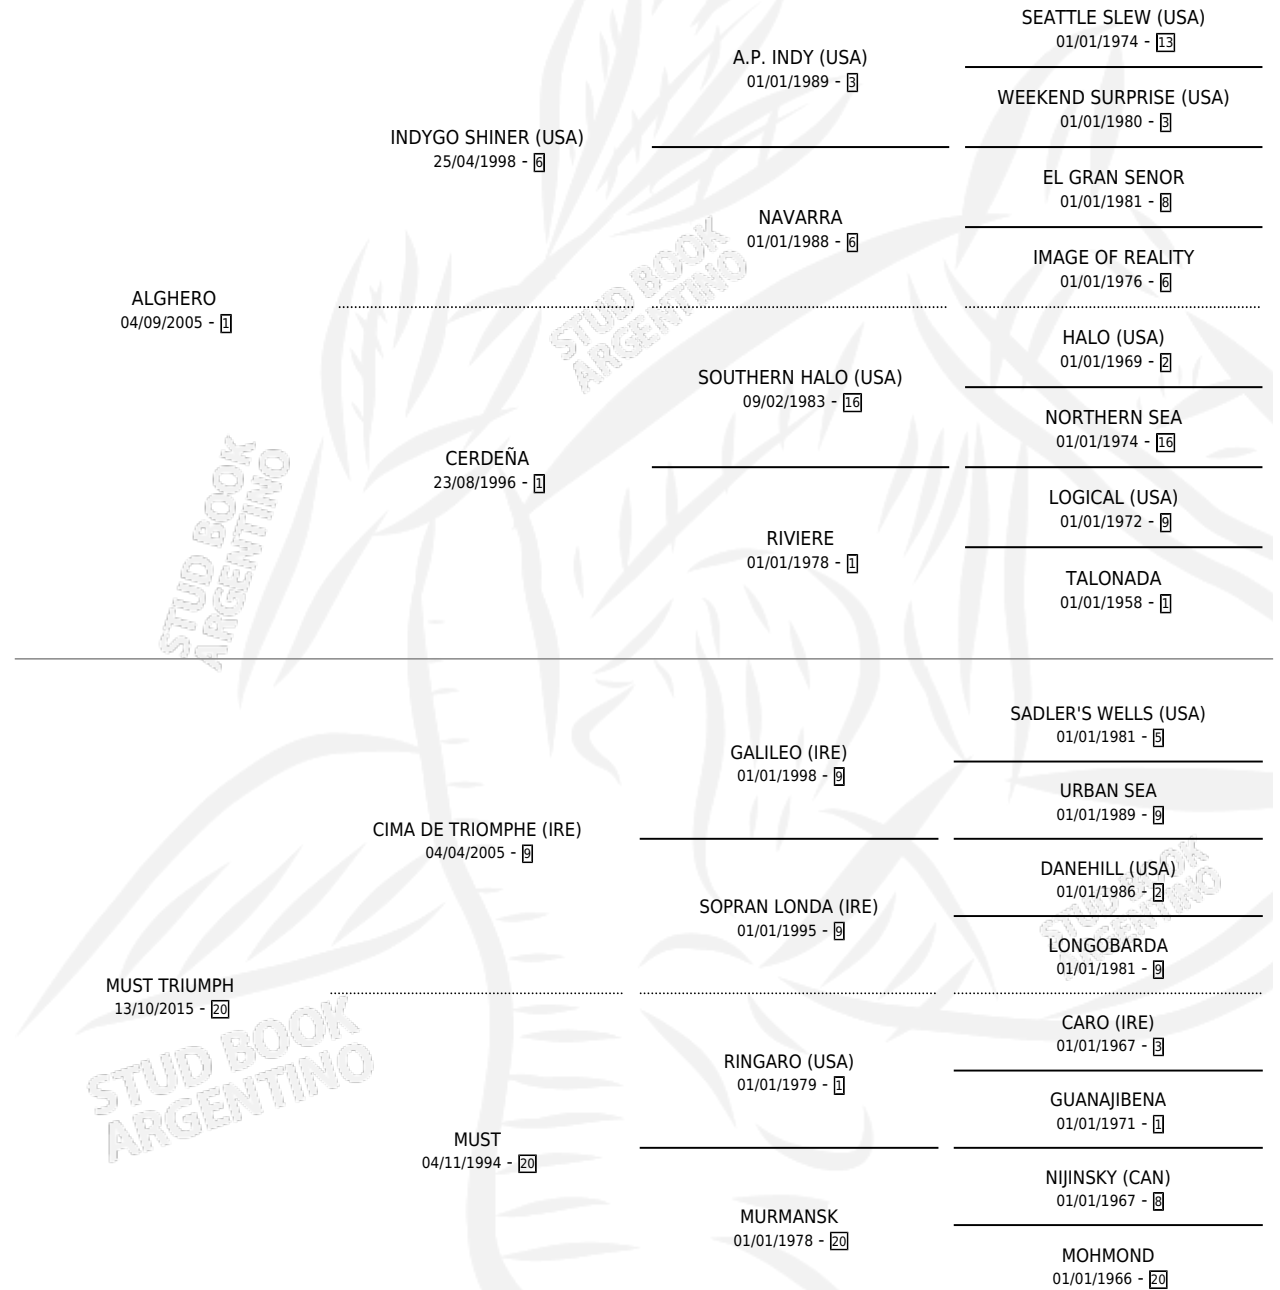 SEATTLE SLEW (USA)
01/01/1974 - 13
A.P. INDY (USA)
01/01/1989 - 3
WEEKEND SURPRISE (USA)
01/01/1980 - 3
INDYGO SHINER (USA)
25/04/1998 - 6
EL GRAN SENOR
01/01/1981 - 8
NAVARRA
01/01/1988 - 6
IMAGE OF REALITY
01/01/1976 - 6
ALGHERO
04/09/2005 - 1
HALO (USA)
01/01/1969 - 2
SOUTHERN HALO (USA)
09/02/1983 - 16
NORTHERN SEA
01/01/1974 - 16
CERDEÑA
23/08/1996 - 1
LOGICAL (USA)
01/01/1972 - 9
RIVIERE
01/01/1978 - 1
TALONADA
01/01/1958 - 1
SADLER'S WELLS (USA)
01/01/1981 - 5
GALILEO (IRE)
01/01/1998 - 9
URBAN SEA
01/01/1989 - 9
CIMA DE TRIOMPHE (IRE)
04/04/2005 - 9
DANEHILL (USA)
01/01/1986 - 2
SOPRAN LONDA (IRE)
01/01/1995 - 9
LONGOBARDA
01/01/1981 - 9
MUST TRIUMPH
13/10/2015 - 20
CARO (IRE)
01/01/1967 - 3
RINGARO (USA)
01/01/1979 - 1
GUANAJIBENA
01/01/1971 - 1
MUST
04/11/1994 - 20
NIJINSKY (CAN)
01/01/1967 - 8
MURMANSK
01/01/1978 - 20
MOHMOND
01/01/1966 - 20
STUD BOOK
ARGENTINO
STUD BOOK
ARGENTINO
STUD BOOK
ARGENTINO
STUD BOOK
ARGENTINO